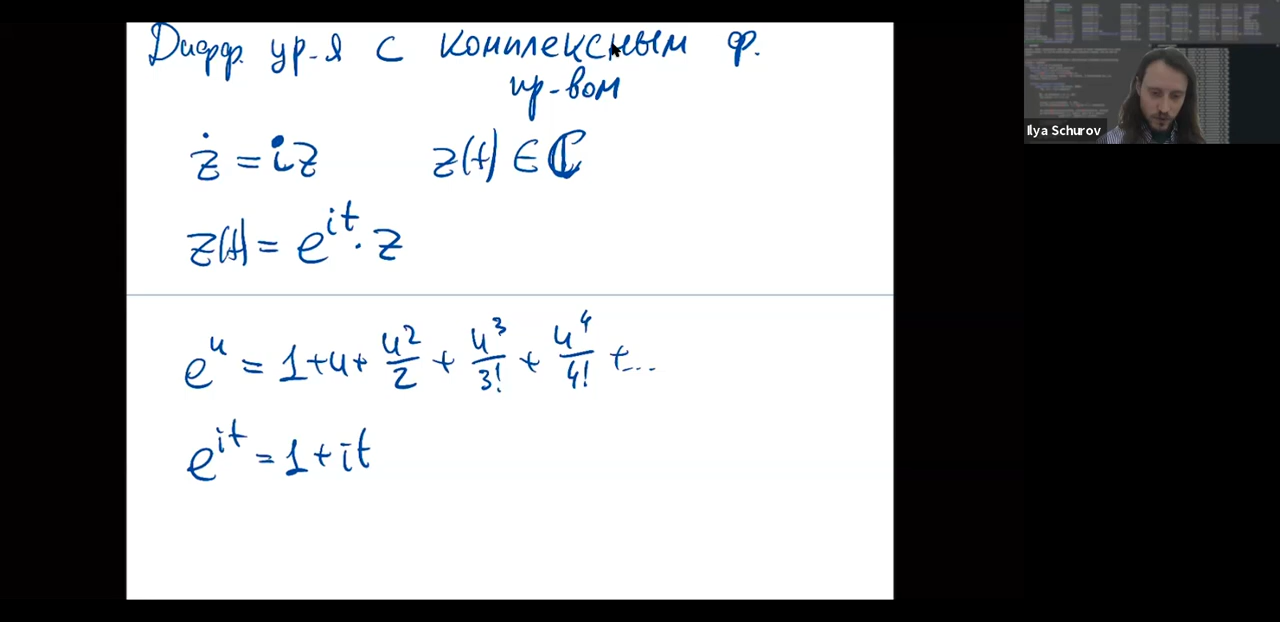 Дифф. ур-я с комплексным ф.
пр-вом
ż = iz z(t) ∈ ℂ
z(t) = e^{it} · z
e^u = 1 + u + u²/2 + u³/3! + u⁴/4! + ...
e^{it} = 1 + it
Ilya Schurov